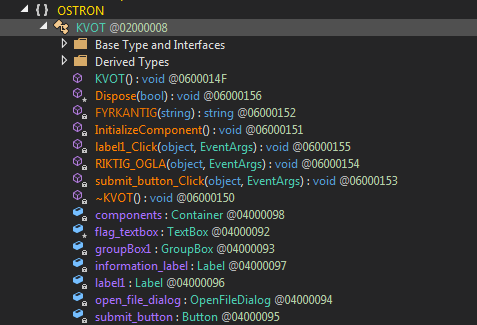 { } OSTRON
KVOT @02000008
Base Type and Interfaces
Derived Types
KVOT() : void @0600014F
Dispose(bool) : void @06000156
FYRKANTIG(string) : string @06000152
InitializeComponent() : void @06000151
label1_Click(object, EventArgs) : void @06000155
RIKTIG_OGLA(object, EventArgs) : void @06000154
submit_button_Click(object, EventArgs) : void @06000153
~KVOT() : void @06000150
components : Container @04000098
flag_textbox : TextBox @04000092
groupBox1 : GroupBox @04000093
information_label : Label @04000097
label1 : Label @04000096
open_file_dialog : OpenFileDialog @04000094
submit_button : Button @04000095